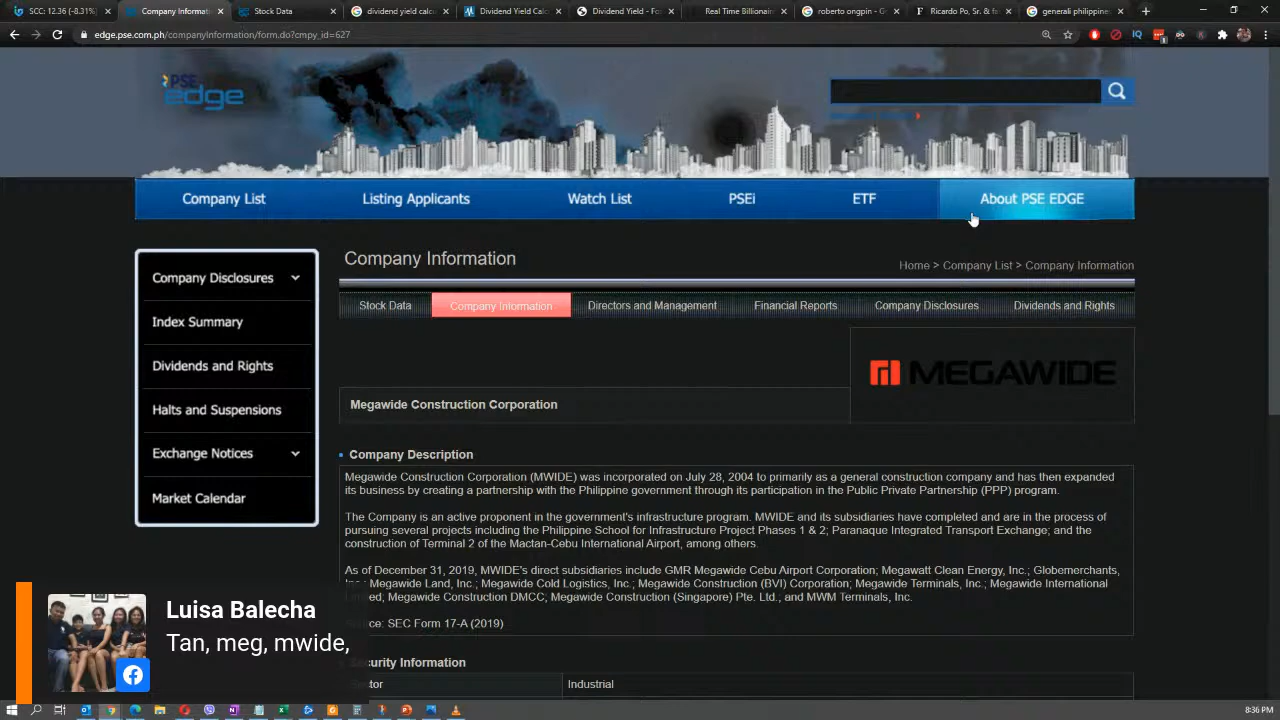 SCC: 12.36 (-8.31%)
Company Informati
Stock Data
dividend yield calc
Dividend Yield Calc
Dividend Yield - Fo
Real Time Billionair
roberto ongpin - G
Ricardo Po, Sr. & f
generali philippine
edge.pse.com.ph/companyInformation/form.do?cmpy_id=627
PSE
edge
Company List
Listing Applicants
Watch List
PSEi
ETF
About PSE EDGE
Company Disclosures
Index Summary
Dividends and Rights
Halts and Suspensions
Exchange Notices
Market Calendar
Company Information
Home > Company List > Company Information
Stock Data
Company Information
Directors and Management
Financial Reports
Company Disclosures
Dividends and Rights
MEGAWIDE
Megawide Construction Corporation
Company Description
Megawide Construction Corporation (MWIDE) was incorporated on July 28, 2004 to primarily as a general construction company and has then expanded
its business by creating a partnership with the Philippine government through its participation in the Public Private Partnership (PPP) program.
The Company is an active proponent in the government's infrastructure program. MWIDE and its subsidiaries have completed and are in the process of
pursuing several projects including the Philippine School for Infrastructure Project Phases 1 & 2; Paranaque Integrated Transport Exchange; and the
construction of Terminal 2 of the Mactan-Cebu International Airport, among others.
As of December 31, 2019, MWIDE's direct subsidiaries include GMR Megawide Cebu Airport Corporation; Megawatt Clean Energy, Inc.; Globemerchants,
Megawide Land, Inc.; Megawide Cold Logistics, Inc.; Megawide Construction (BVI) Corporation; Megawide Terminals, Inc.; Megawide International
Megawide Construction DMCC; Megawide Construction (Singapore) Pte. Ltd.; and MWM Terminals, Inc.
SEC Form 17-A (2019)
Security Information
Industrial
Luisa Balecha
Tan, meg, mwide,
8:36 PM